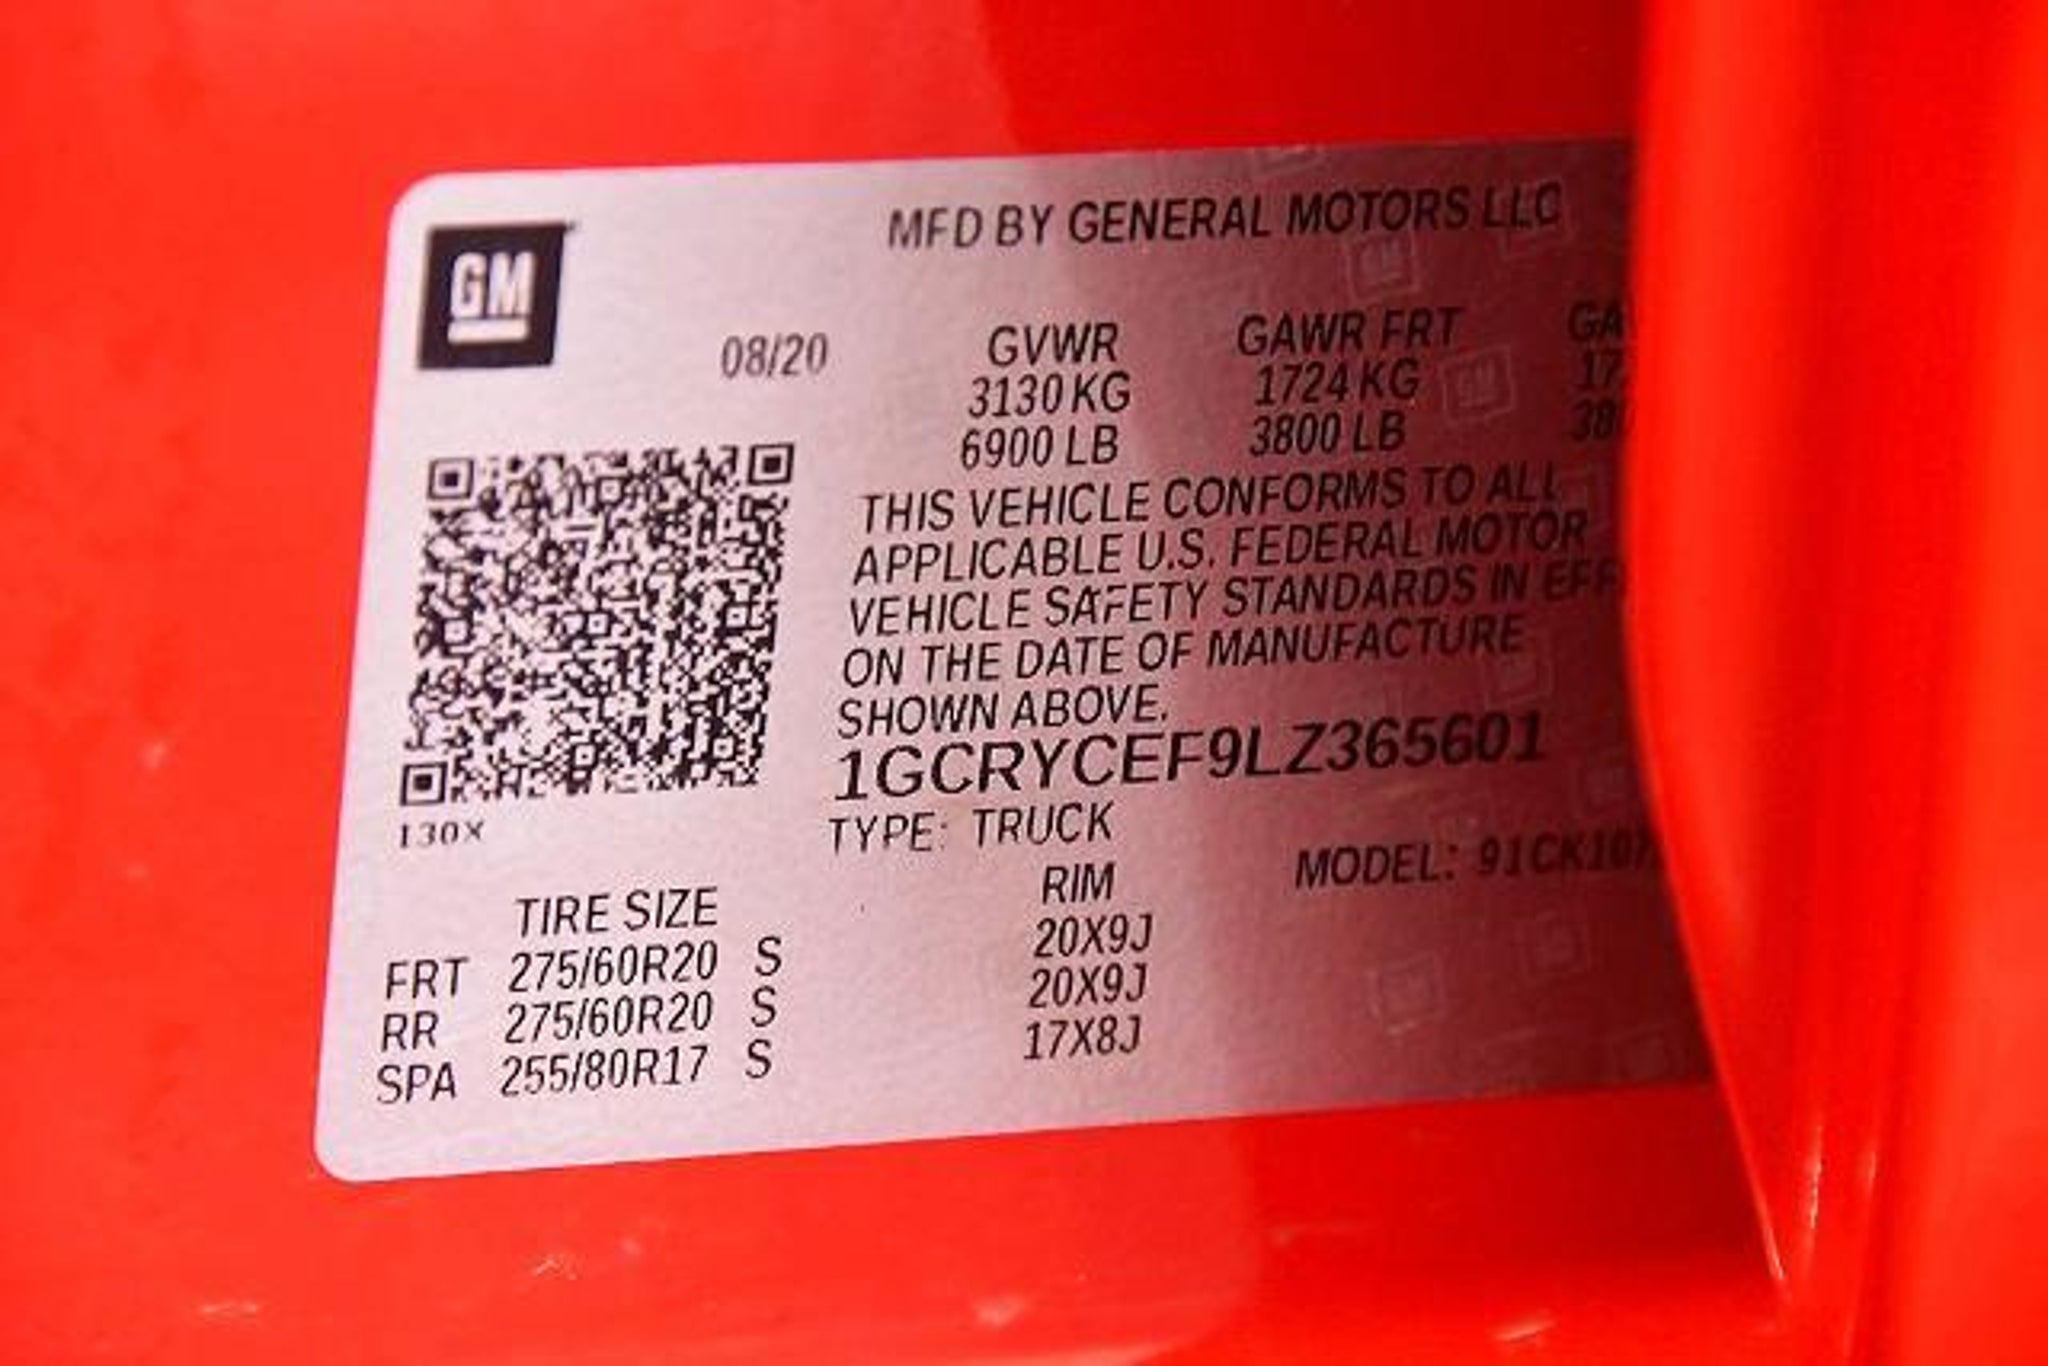 GM
MFD BY GENERAL MOTORS LLC
08/20 GVWR GAWR FRT
3130 KG 1724 KG
6900 LB 3800 LB
THIS VEHICLE CONFORMS TO ALL
APPLICABLE U.S. FEDERAL MOTOR
VEHICLE SAFETY STANDARDS IN
ON THE DATE OF MANUFACTURE
SHOWN ABOVE.
1GCRYCEF9LZ365601
130X
TYPE: TRUCK
MODEL:
TIRE SIZE RIM
FRT 275/60R20 S 20X9J
RR 275/60R20 S 20X9J
SPA 255/80R17 S 17X8J